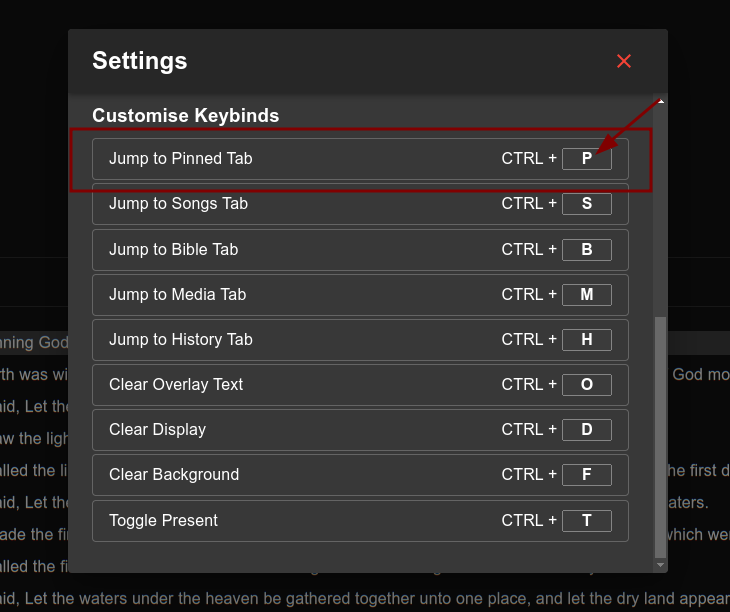 Settings
Customise Keybinds
Jump to Pinned Tab CTRL + P
Jump to Songs Tab CTRL + S
Jump to Bible Tab CTRL + B
Jump to Media Tab CTRL + M
nning God
Jump to History Tab CTRL + H
rth was wi God mo
Clear Overlay Text CTRL + O
aid, Let the
Clear Display CTRL + D
aw the ligh
alled the li he first d
Clear Background CTRL + F
aid, Let the aters.
Toggle Present CTRL + T
ade the fi which wer
alled the fi
aid, Let the waters under the heaven be gathered together unto one place, and let the dry land appear